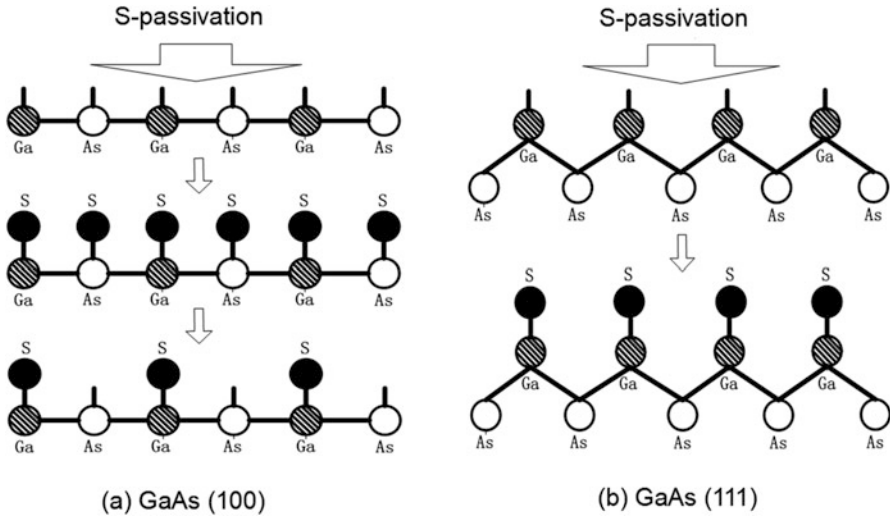 S-passivation
Ga As Ga As Ga As
S S S S S S
Ga As Ga As Ga As
S S S
Ga As Ga As Ga As
(a) GaAs (100)
S-passivation
Ga Ga Ga Ga
As As As As As
S S S S
Ga Ga Ga Ga
As As As As As
(b) GaAs (111)